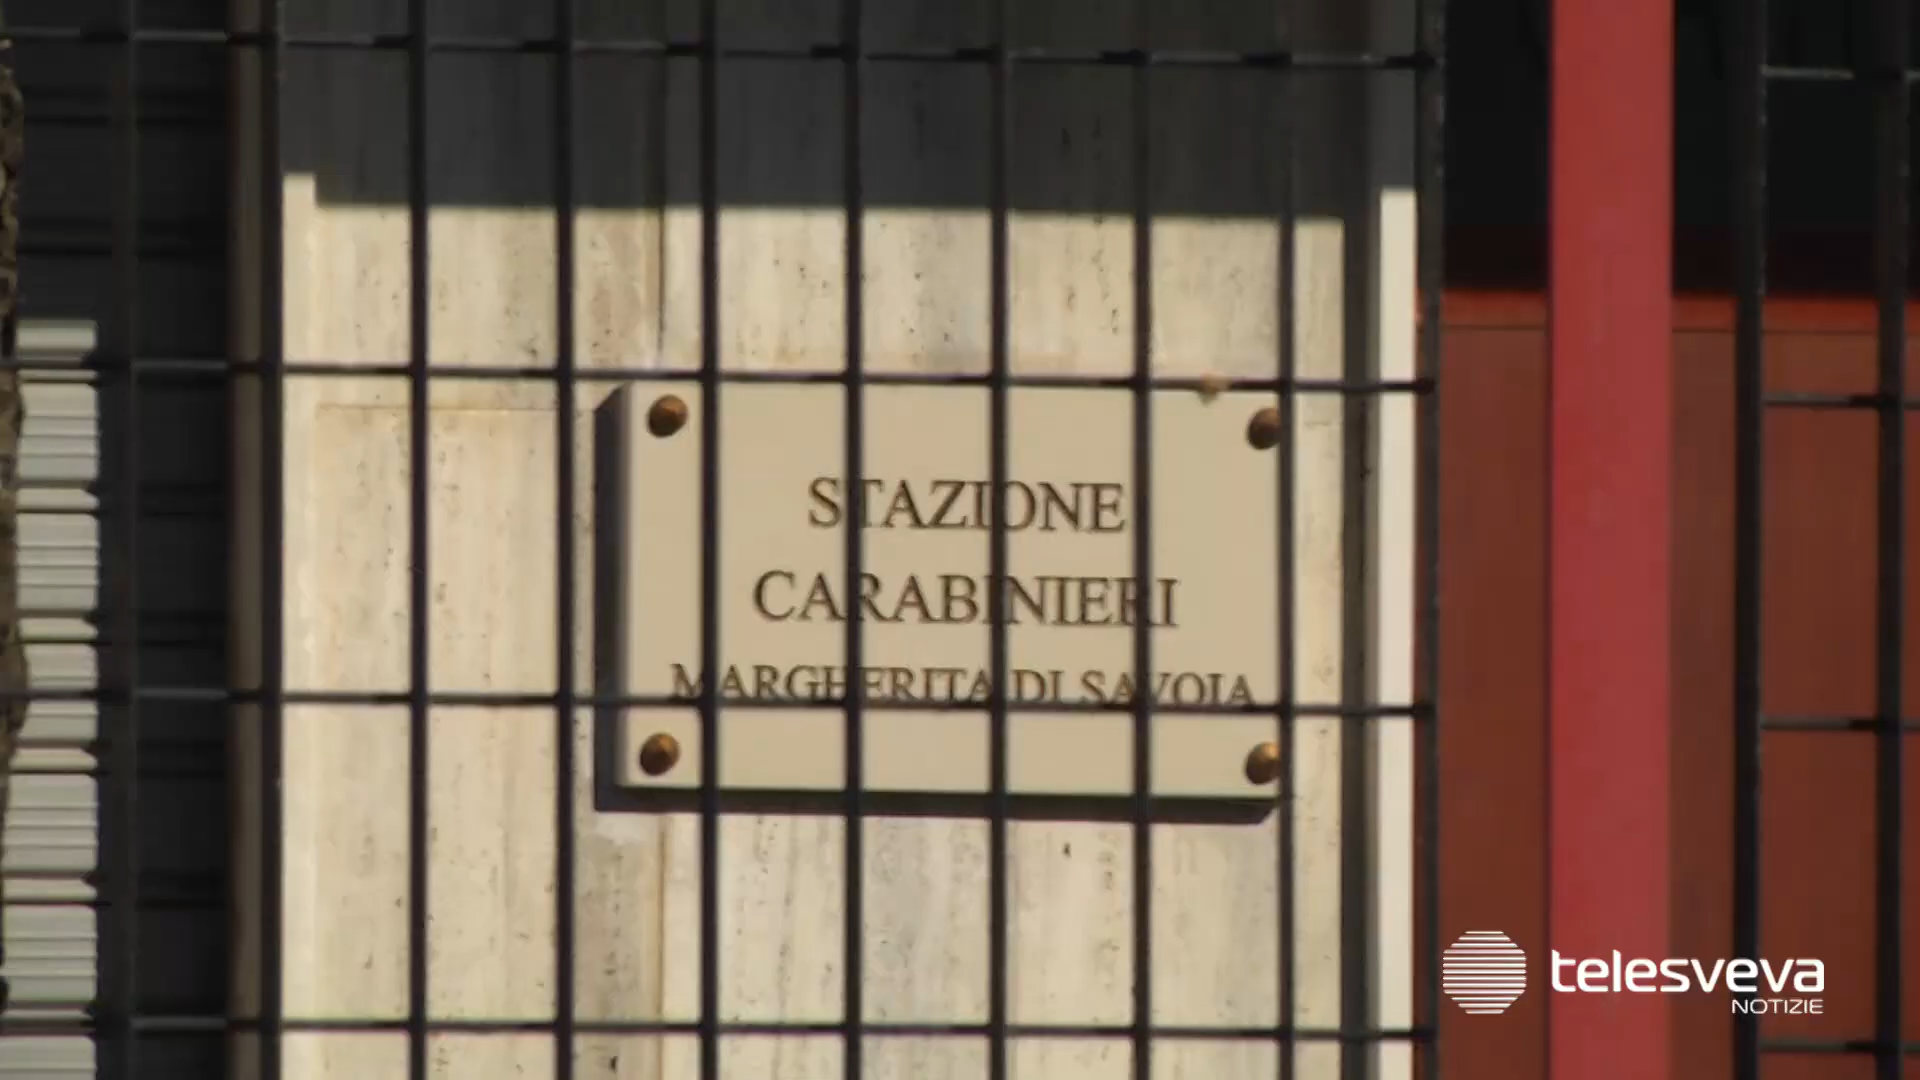 STAZIONE
CARABINIERI
MARGHERITA DI SAVOIA
telesveva
NOTIZIE